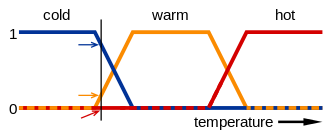 cold warm hot
1
0
temperature